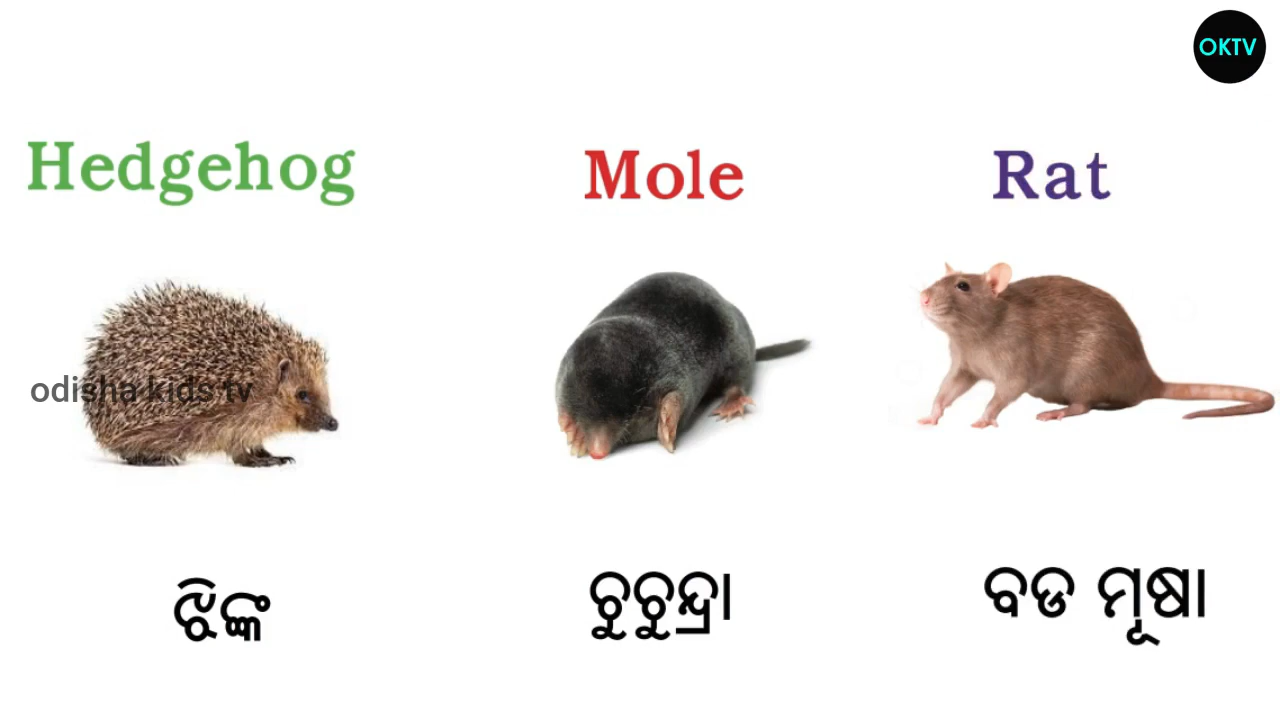 OKTV
Hedgehog
Mole
Rat
odisha kids tv
ଝିଙ୍କ
ଚୁଚୁନ୍ଦ୍ରା
ବଡ ମୂଷା